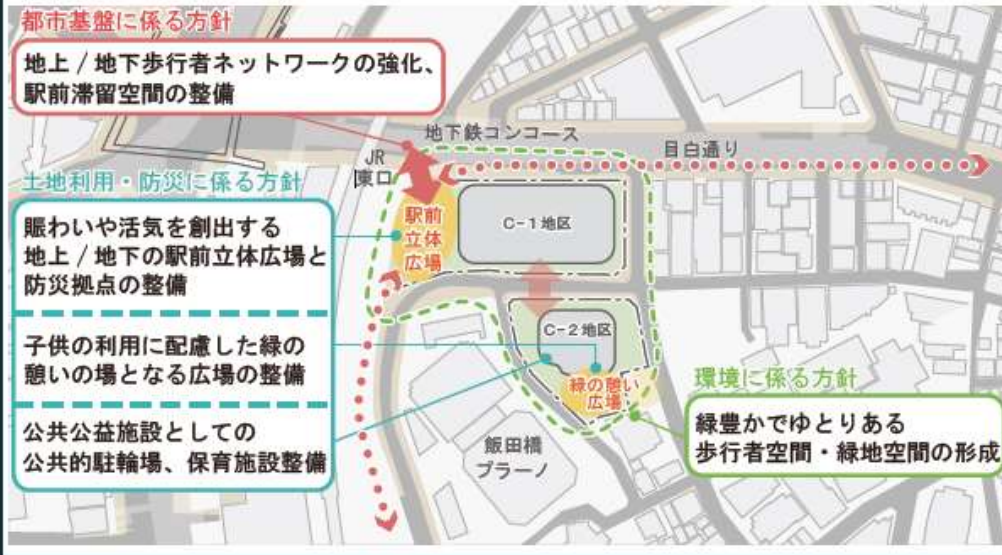 都市基盤に係る方針
地上／地下歩行者ネットワークの強化、
駅前滞留空間の整備
地下鉄コンコース
目白通り
JR
東口
土地利用・防災に係る方針
賑わいや活気を創出する
地上／地下の駅前立体広場と
防災拠点の整備
子供の利用に配慮した緑の
憩いの場となる広場の整備
公共公益施設としての
公共的駐輪場、保育施設整備
駅前
立体
広場
C-1地区
C-2地区
緑の憩い
広場
飯田橋
プラーノ
環境に係る方針
緑豊かでゆとりある
歩行者空間・緑地空間の形成